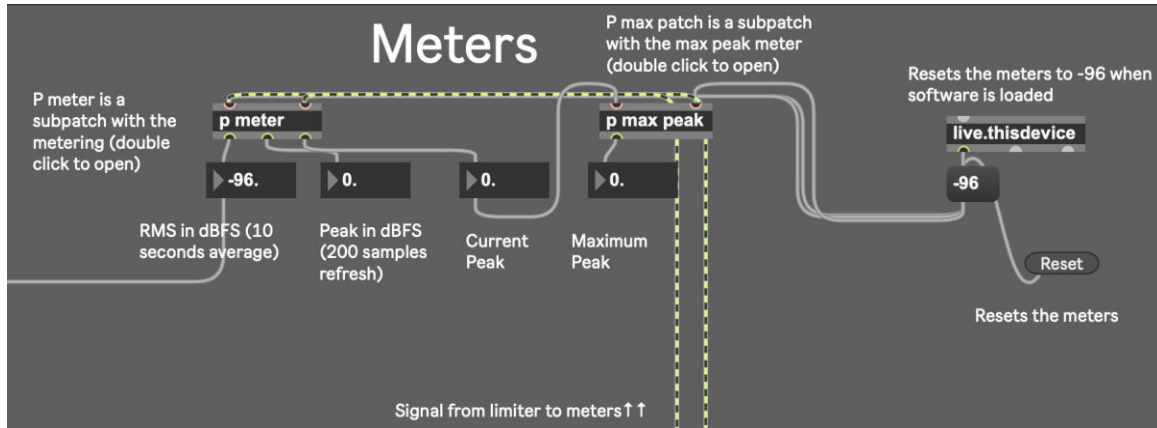 Meters
P max patch is a subpatch
with the max peak meter
(double click to open)
P meter is a
subpatch with the
metering (double
click to open)
Resets the meters to -96 when
software is loaded
p meter
p max peak
live.thisdevice
-96.
0.
0.
0.
-96
RMS in dBFS (10
seconds average)
Peak in dBFS
(200 samples
refresh)
Current
Peak
Maximum
Peak
Reset
Resets the meters
Signal from limiter to meters↑↑